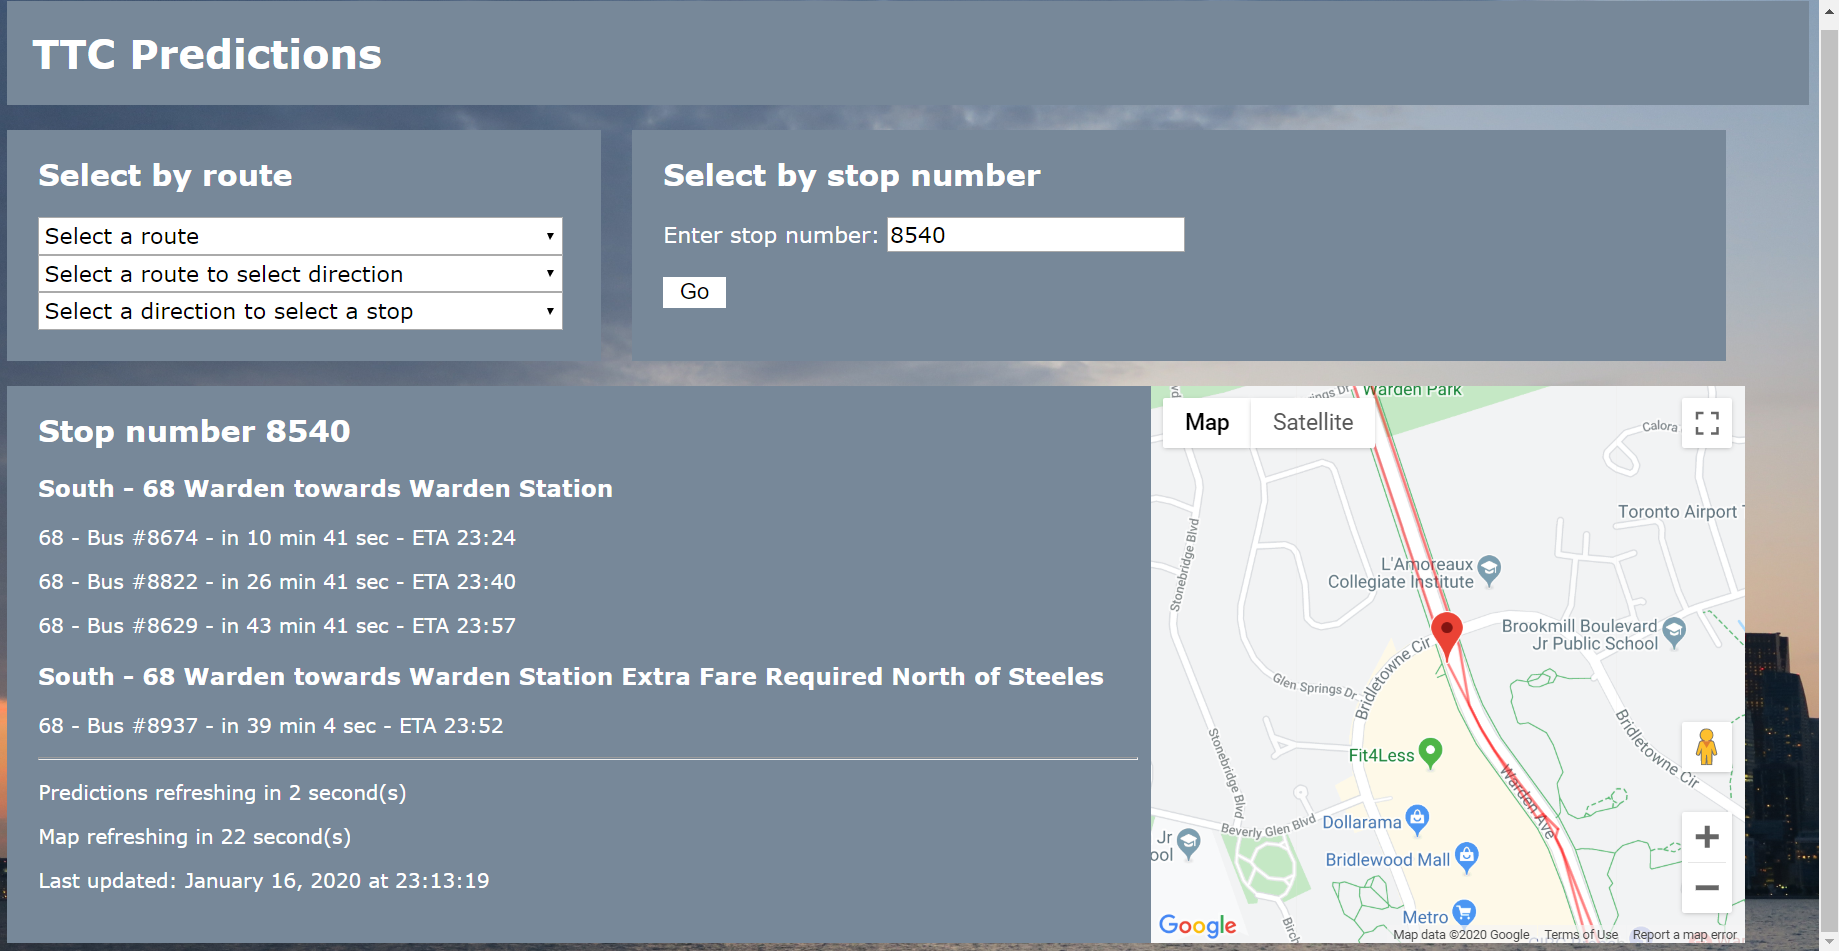 TTC Predictions
Select by route
Select a route
Select a route to select direction
Select a direction to select a stop
Select by stop number
Enter stop number: 8540
Go
Stop number 8540
South - 68 Warden towards Warden Station
68 - Bus #8674 - in 10 min 41 sec - ETA 23:24
68 - Bus #8822 - in 26 min 41 sec - ETA 23:40
68 - Bus #8629 - in 43 min 41 sec - ETA 23:57
South - 68 Warden towards Warden Station Extra Fare Required North of Steeles
68 - Bus #8937 - in 39 min 4 sec - ETA 23:52
Predictions refreshing in 2 second(s)
Map refreshing in 22 second(s)
Last updated: January 16, 2020 at 23:13:19
Map
Satellite
Warden Park
Calora
Toronto Airport
Stonebridge Blvd
L'Amoreaux
Collegiate Institute
Brookmill Boulevard
Jr Public School
Bridletowne Cir
Glen Springs Dr
Bridletowne Cir
Stonebridge Blvd
Fit4Less
Warden Ave
Beverly Glen Blvd
Dollarama
Jr
Bridlewood Mall
Metro
Birch
Google
Map data ©2020 Google
Terms of Use
Report a map error